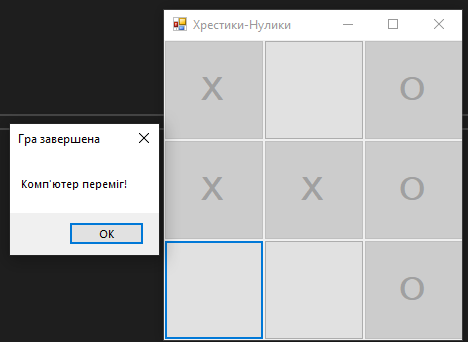 Хрестики-Нулики
X O
Гра завершена
Комп'ютер переміг!
X X O
OK
O